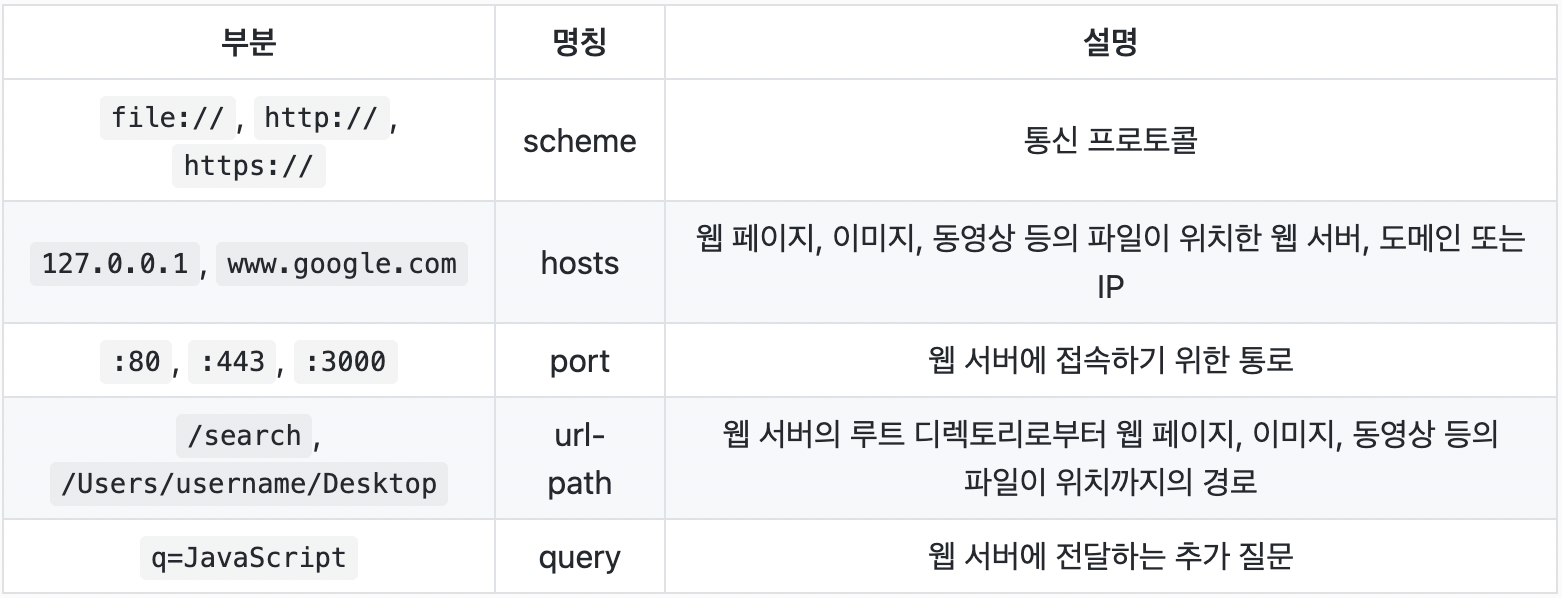 부분 명칭 설명
file://, http://,
https://
scheme
통신 프로토콜
127.0.0.1, www.google.com
hosts
웹 페이지, 이미지, 동영상 등의 파일이 위치한 웹 서버, 도메인 또는
IP
:80, :443, :3000
port
웹 서버에 접속하기 위한 통로
/search,
/Users/username/Desktop
url-
path
웹 서버의 루트 디렉토리로부터 웹 페이지, 이미지, 동영상 등의
파일이 위치까지의 경로
q=JavaScript
query
웹 서버에 전달하는 추가 질문